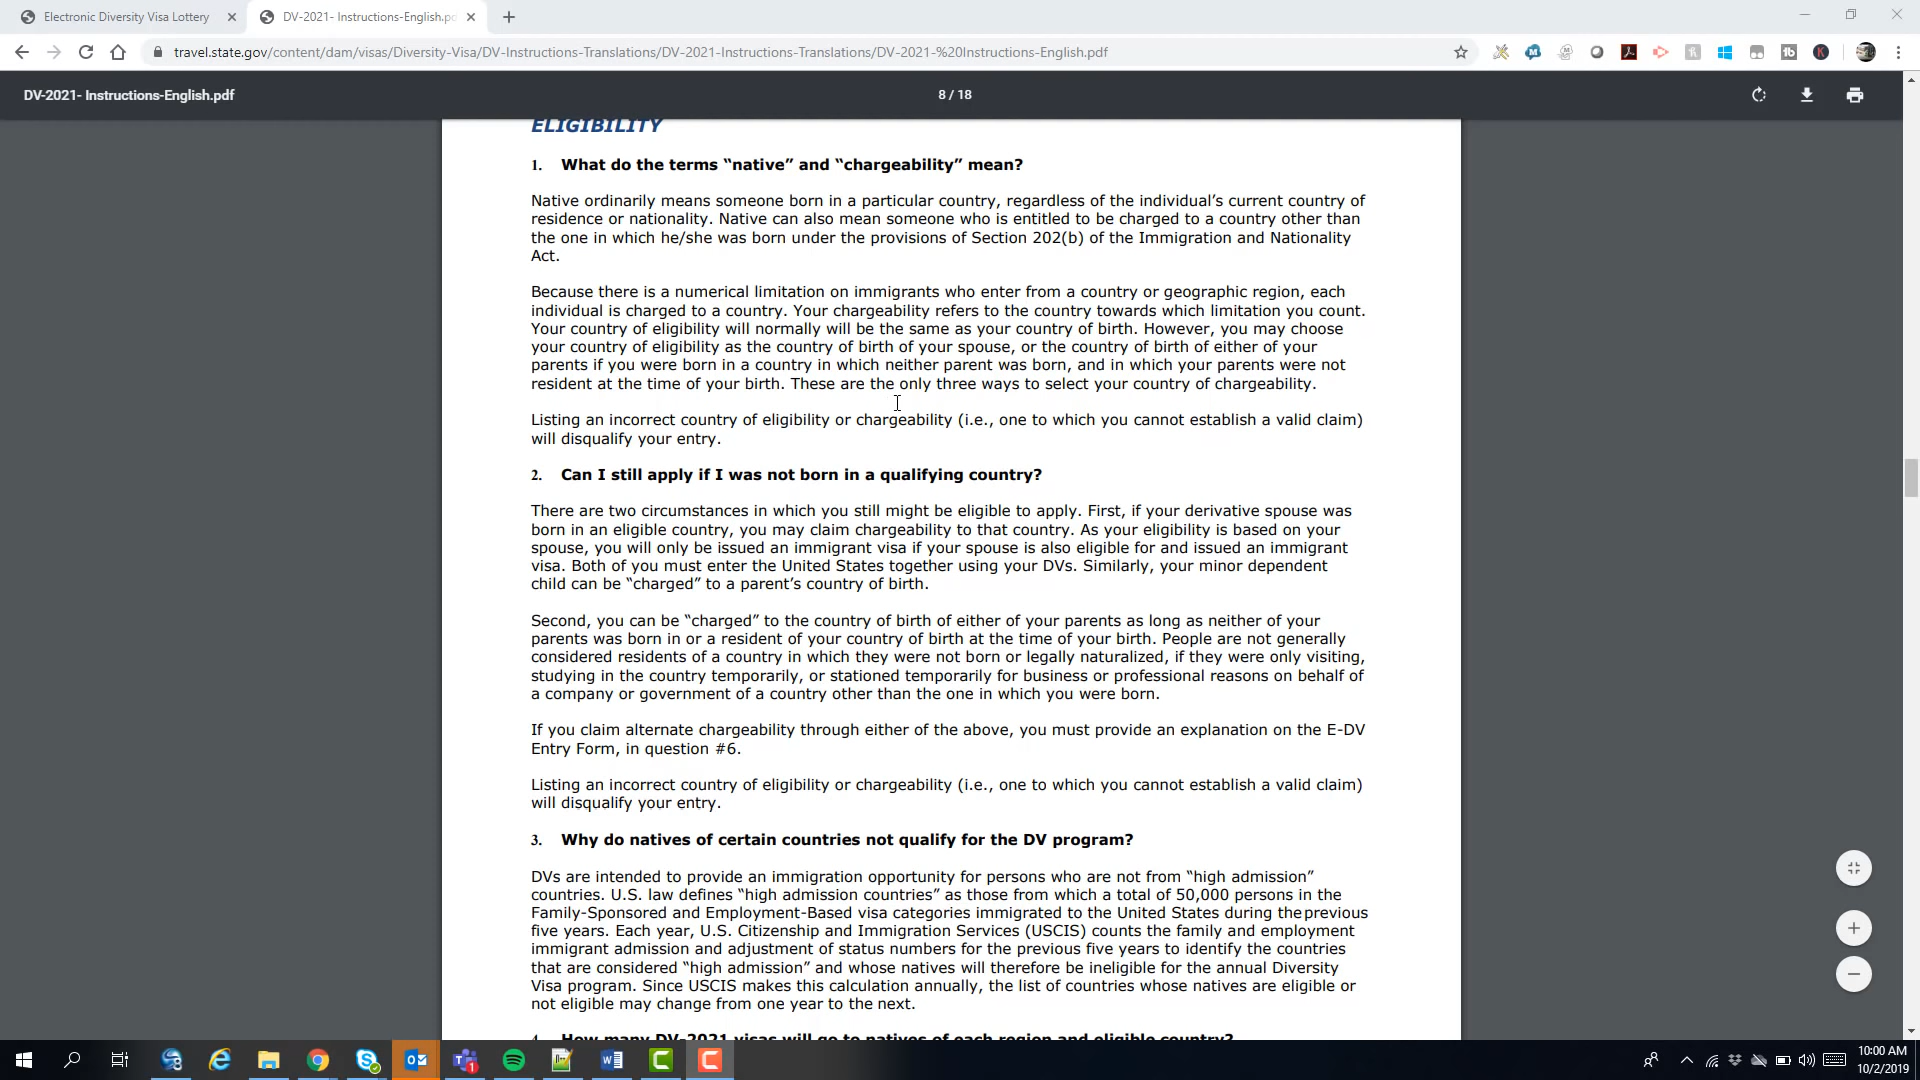 Electronic Diversity Visa Lottery
DV-2021- Instructions-English.pd
travel.state.gov/content/dam/visas/Diversity-Visa/DV-Instructions-Translations/DV-2021-Instructions-Translations/DV-2021-%20Instructions-English.pdf
DV-2021- Instructions-English.pdf
8 / 18
ELIGIBILITY
1. What do the terms “native” and “chargeability” mean?
Native ordinarily means someone born in a particular country, regardless of the individual’s current country of
residence or nationality. Native can also mean someone who is entitled to be charged to a country other than
the one in which he/she was born under the provisions of Section 202(b) of the Immigration and Nationality
Act.
Because there is a numerical limitation on immigrants who enter from a country or geographic region, each
individual is charged to a country. Your chargeability refers to the country towards which limitation you count.
Your country of eligibility will normally will be the same as your country of birth. However, you may choose
your country of eligibility as the country of birth of your spouse, or the country of birth of either of your
parents if you were born in a country in which neither parent was born, and in which your parents were not
resident at the time of your birth. These are the only three ways to select your country of chargeability.
Listing an incorrect country of eligibility or chargeability (i.e., one to which you cannot establish a valid claim)
will disqualify your entry.
2. Can I still apply if I was not born in a qualifying country?
There are two circumstances in which you still might be eligible to apply. First, if your derivative spouse was
born in an eligible country, you may claim chargeability to that country. As your eligibility is based on your
spouse, you will only be issued an immigrant visa if your spouse is also eligible for and issued an immigrant
visa. Both of you must enter the United States together using your DVs. Similarly, your minor dependent
child can be “charged” to a parent’s country of birth.
Second, you can be “charged” to the country of birth of either of your parents as long as neither of your
parents was born in or a resident of your country of birth at the time of your birth. People are not generally
considered residents of a country in which they were not born or legally naturalized, if they were only visiting,
studying in the country temporarily, or stationed temporarily for business or professional reasons on behalf of
a company or government of a country other than the one in which you were born.
If you claim alternate chargeability through either of the above, you must provide an explanation on the E-DV
Entry Form, in question #6.
Listing an incorrect country of eligibility or chargeability (i.e., one to which you cannot establish a valid claim)
will disqualify your entry.
3. Why do natives of certain countries not qualify for the DV program?
DVs are intended to provide an immigration opportunity for persons who are not from “high admission”
countries. U.S. law defines “high admission countries” as those from which a total of 50,000 persons in the
Family-Sponsored and Employment-Based visa categories immigrated to the United States during the previous
five years. Each year, U.S. Citizenship and Immigration Services (USCIS) counts the family and employment
immigrant admission and adjustment of status numbers for the previous five years to identify the countries
that are considered “high admission” and whose natives will therefore be ineligible for the annual Diversity
Visa program. Since USCIS makes this calculation annually, the list of countries whose natives are eligible or
not eligible may change from one year to the next.
4. How many DV-2021 visas will go to natives of each region and eligible country?
10:00 AM
10/2/2019